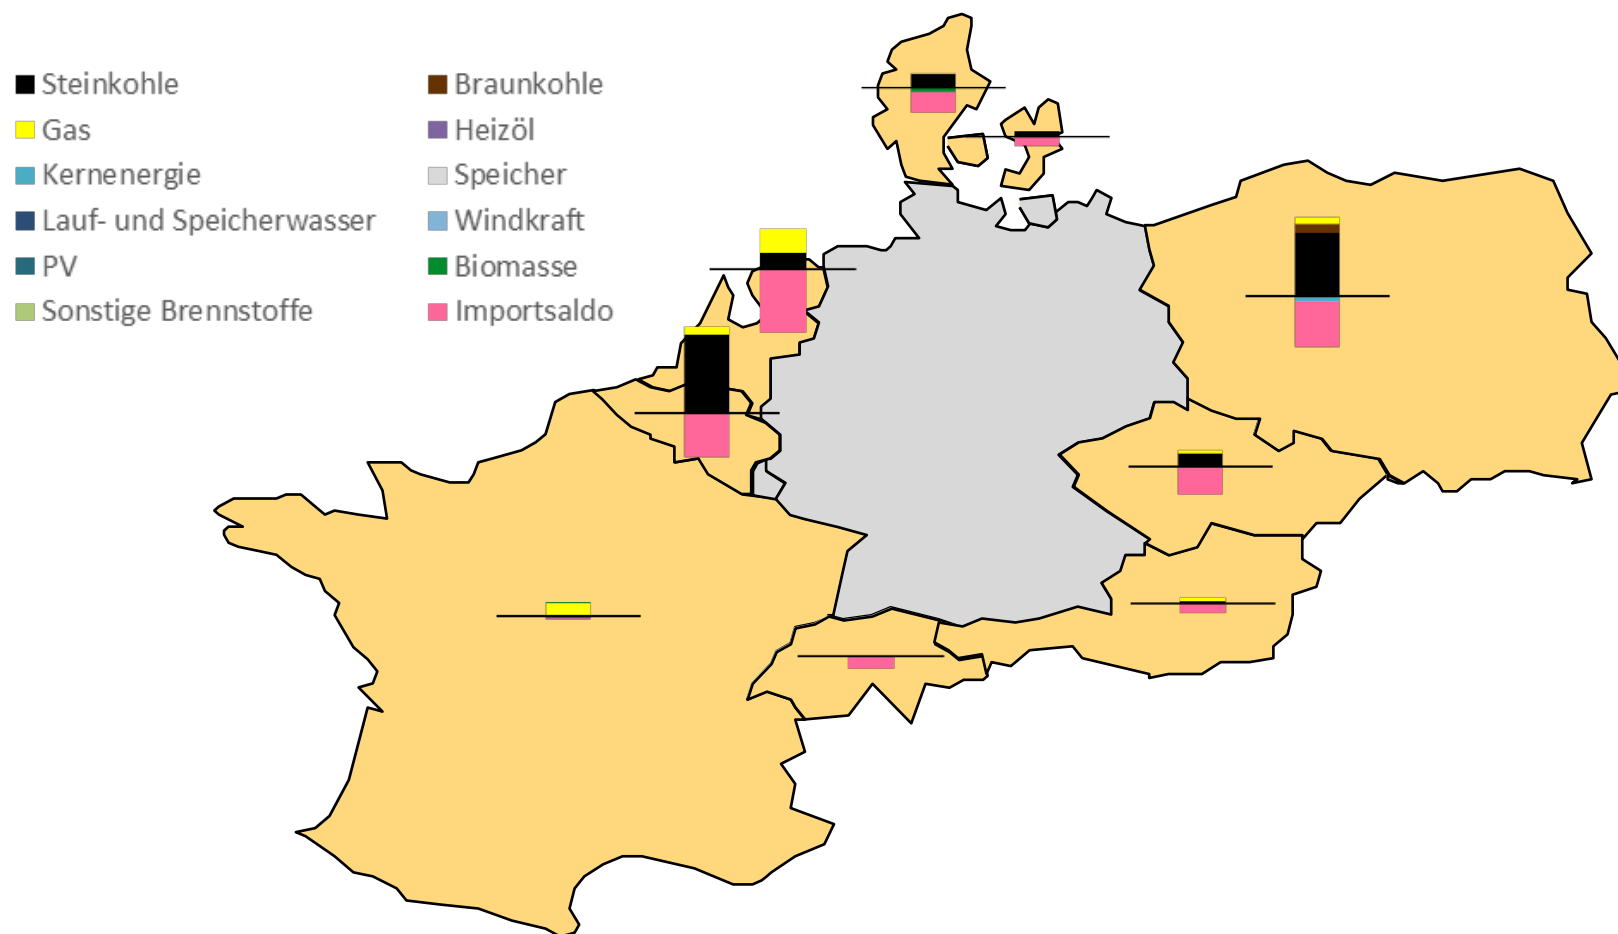 Steinkohle Braunkohle
Gas Heizöl
Kernenergie Speicher
Lauf- und Speicherwasser Windkraft
PV Biomasse
Sonstige Brennstoffe Importsaldo